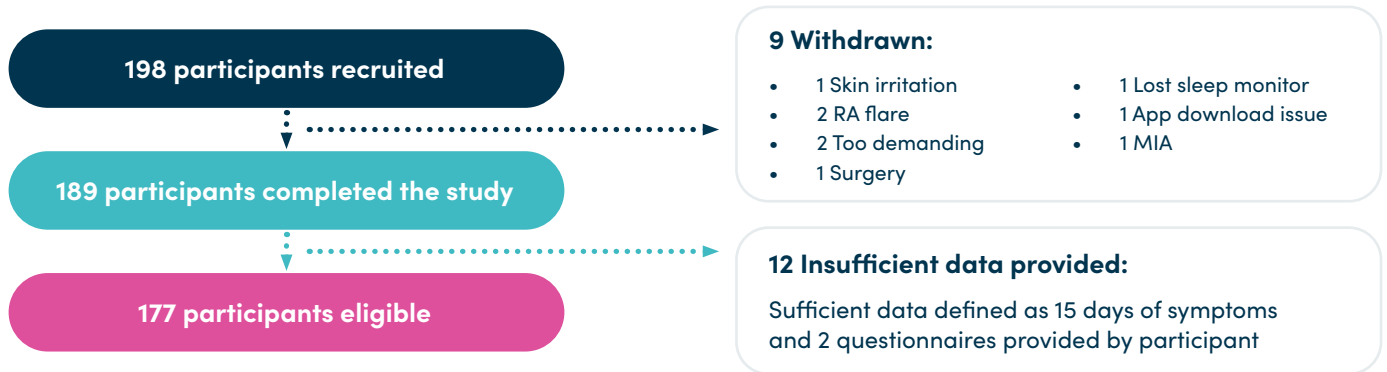 198 participants recruited
9 Withdrawn:
• 1 Skin irritation
• 2 RA flare
• 2 Too demanding
• 1 Surgery
• 1 Lost sleep monitor
• 1 App download issue
• 1 MIA
189 participants completed the study
12 Insufficient data provided:
Sufficient data defined as 15 days of symptoms
and 2 questionnaires provided by participant
177 participants eligible